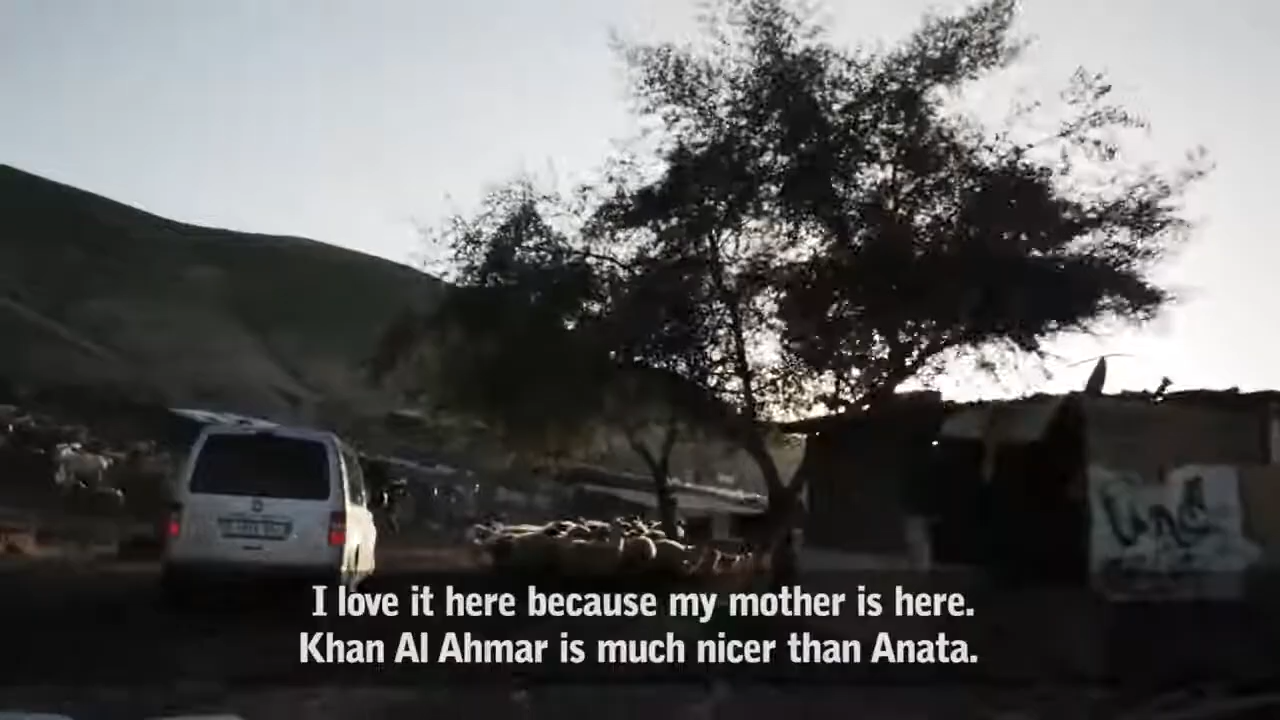 I love it here because my mother is here.
Khan Al Ahmar is much nicer than Anata.